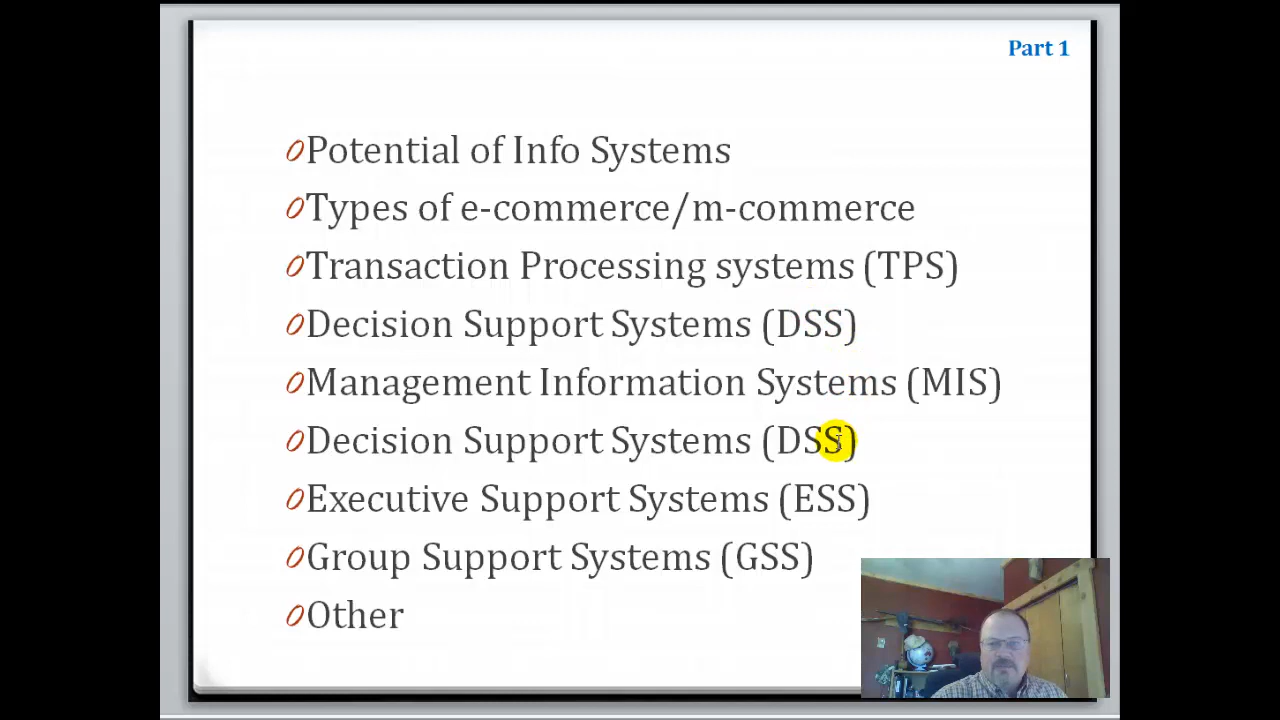 Part 1
Potential of Info Systems
Types of e-commerce/m-commerce
Transaction Processing systems (TPS)
Decision Support Systems (DSS)
Management Information Systems (MIS)
Decision Support Systems (DSS)
Executive Support Systems (ESS)
Group Support Systems (GSS)
Other